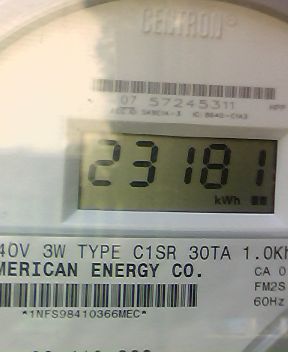 CENTRON
07 57245311
23181
kWh
40V 3W TYPE C1SR 30TA 1.0Kh
MERICAN ENERGY CO.
CA 0
FM2S
60Hz
*1NFS98410366MEC*